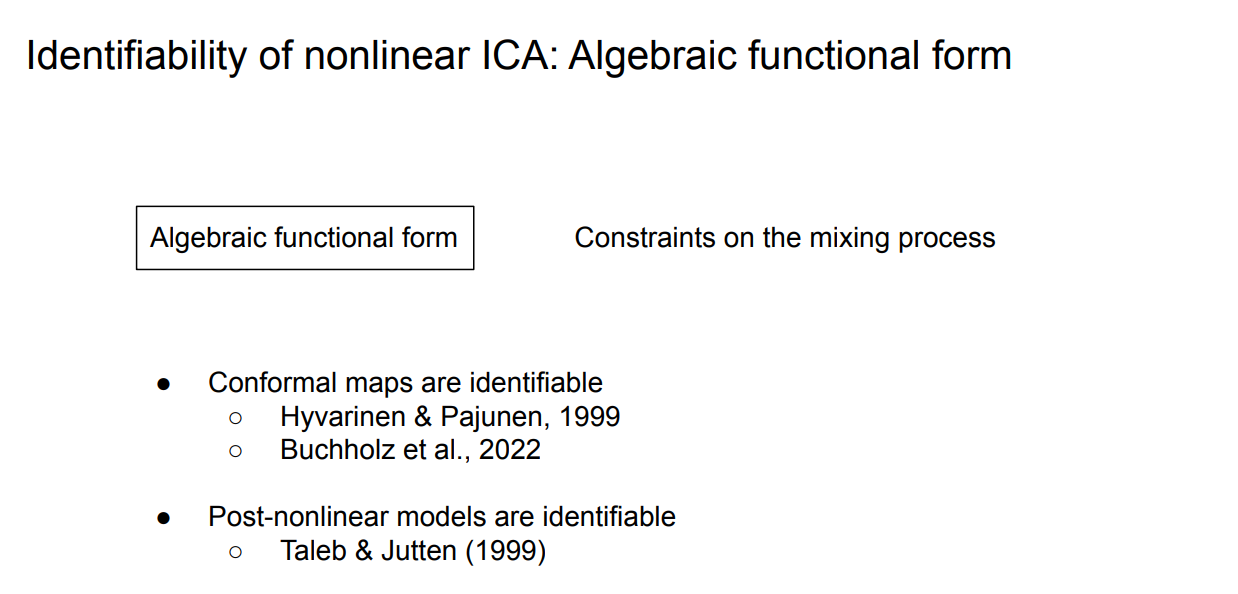 Identifiability of nonlinear ICA: Algebraic functional form
Algebraic functional form
Constraints on the mixing process
● Conformal maps are identifiable
○ Hyvarinen & Pajunen, 1999
○ Buchholz et al., 2022
● Post-nonlinear models are identifiable
○ Taleb & Jutten (1999)